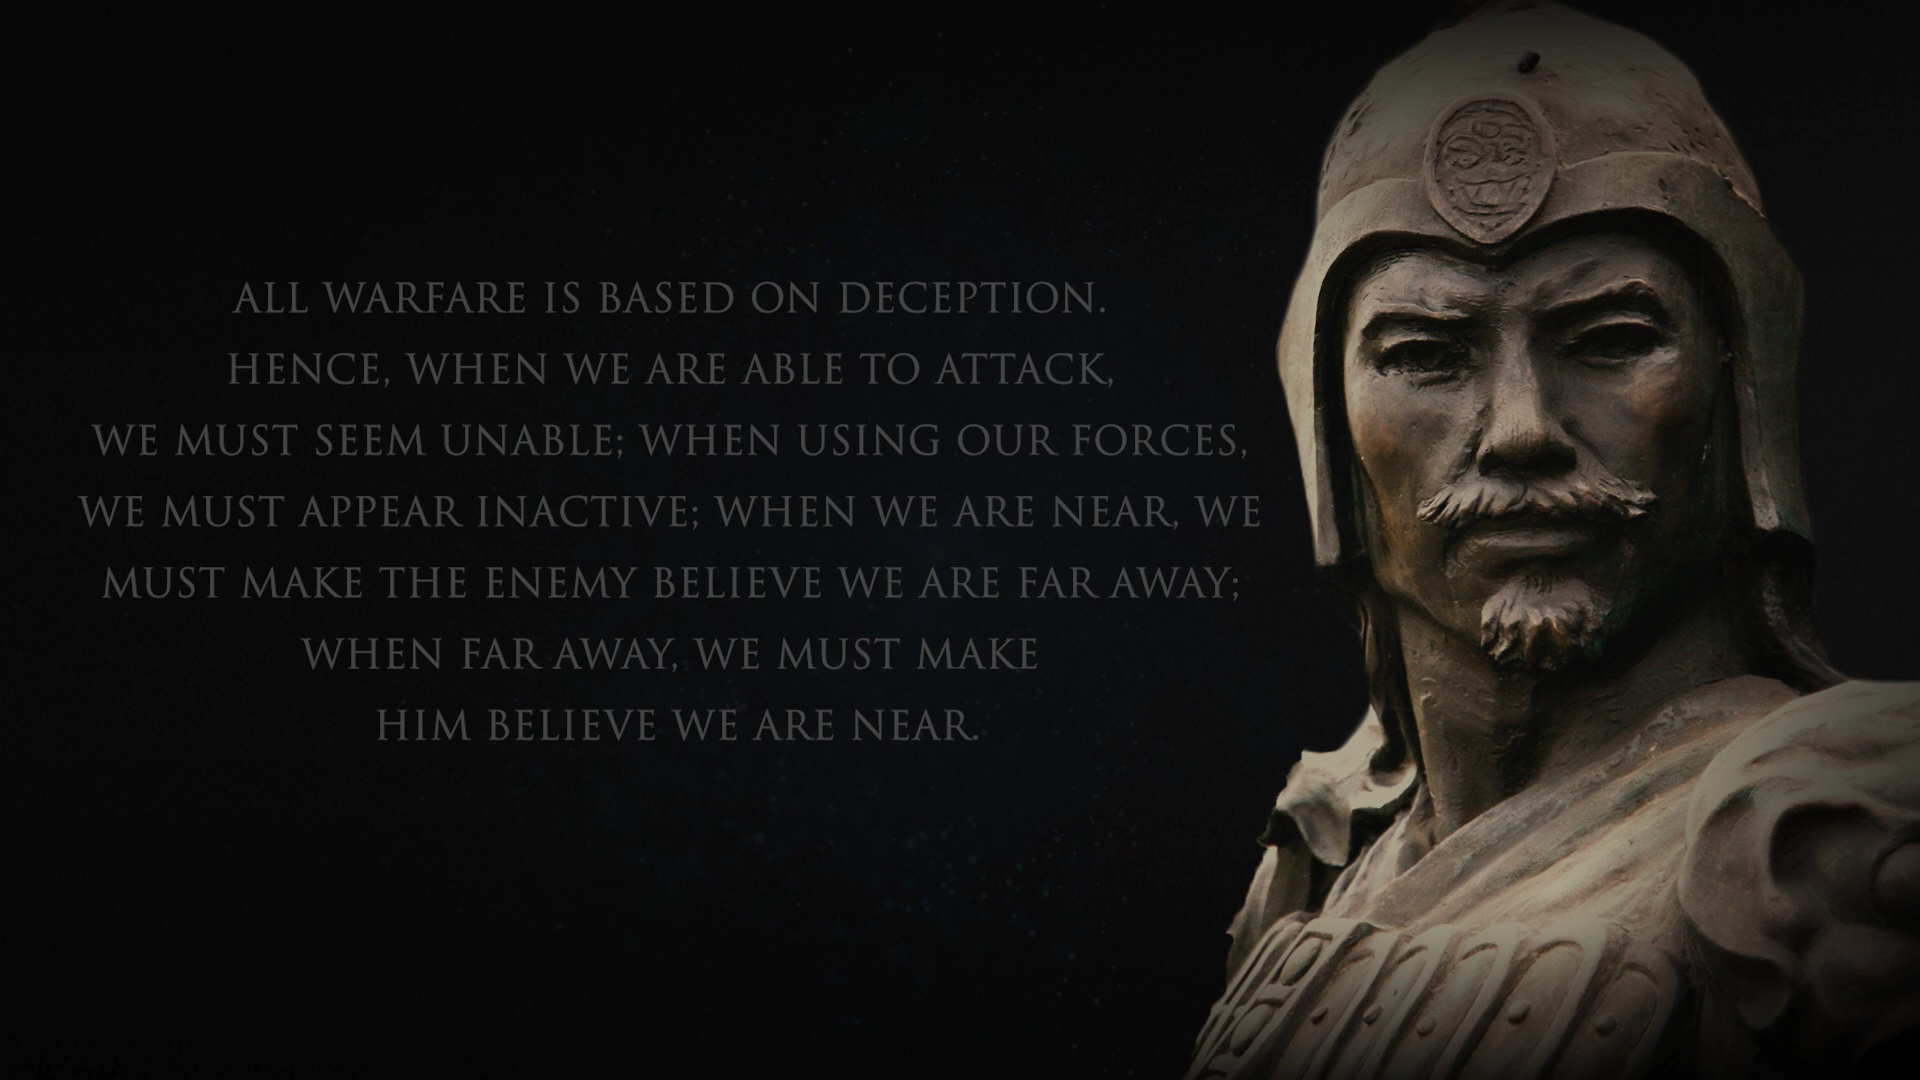 ALL WARFARE IS BASED ON DECEPTION.
HENCE, WHEN WE ARE ABLE TO ATTACK,
WE MUST SEEM UNABLE; WHEN USING OUR FORCES,
WE MUST APPEAR INACTIVE; WHEN WE ARE NEAR, WE
MUST MAKE THE ENEMY BELIEVE WE ARE FAR AWAY;
WHEN FAR AWAY, WE MUST MAKE
HIM BELIEVE WE ARE NEAR.